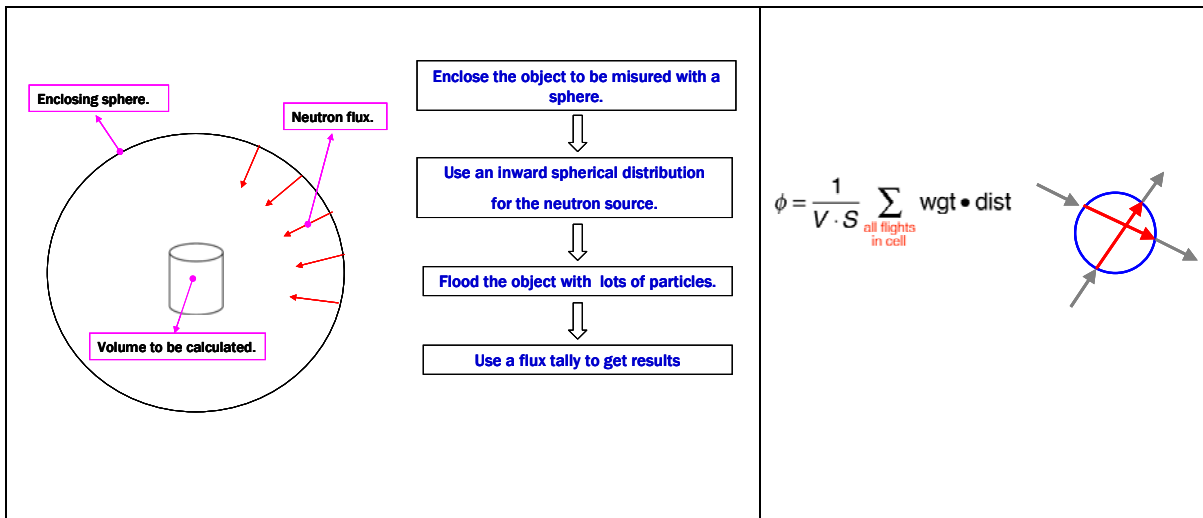 Enclosing sphere.
Neutron flux.
Volume to be calculated.
Enclose the object to be misured with a
sphere.
Use an inward spherical distribution
for the neutron source.
Flood the object with lots of particles.
Use a flux tally to get results
ϕ = 1 / V · S ∑ wgt • dist
all flights
in cell